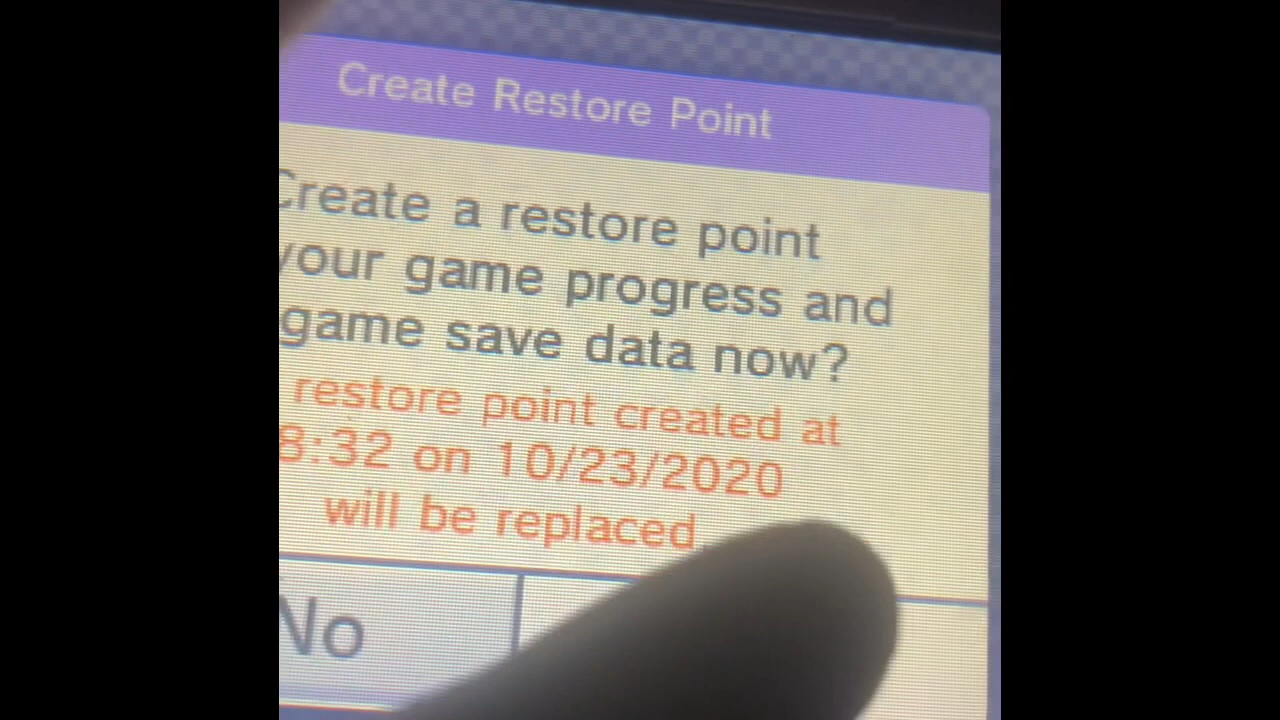 Create Restore Point
Create a restore point
your game progress and
game save data now?
restore point created at
8:32 on 10/23/2020
will be replaced
No